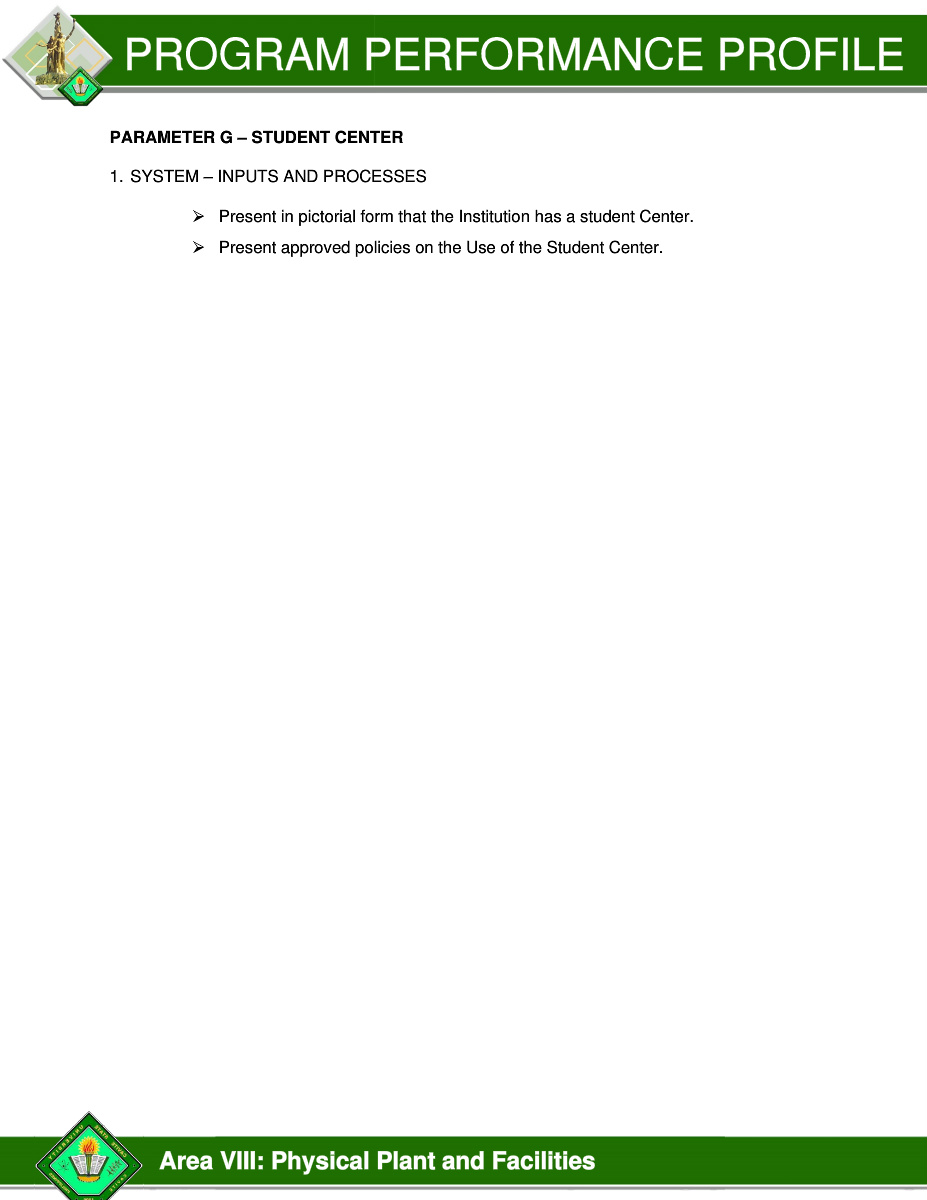 PROGRAM PERFORMANCE PROFILE
PARAMETER G – STUDENT CENTER
1. SYSTEM – INPUTS AND PROCESSES
➢ Present in pictorial form that the Institution has a student Center.
➢ Present approved policies on the Use of the Student Center.
Area VIII: Physical Plant and Facilities